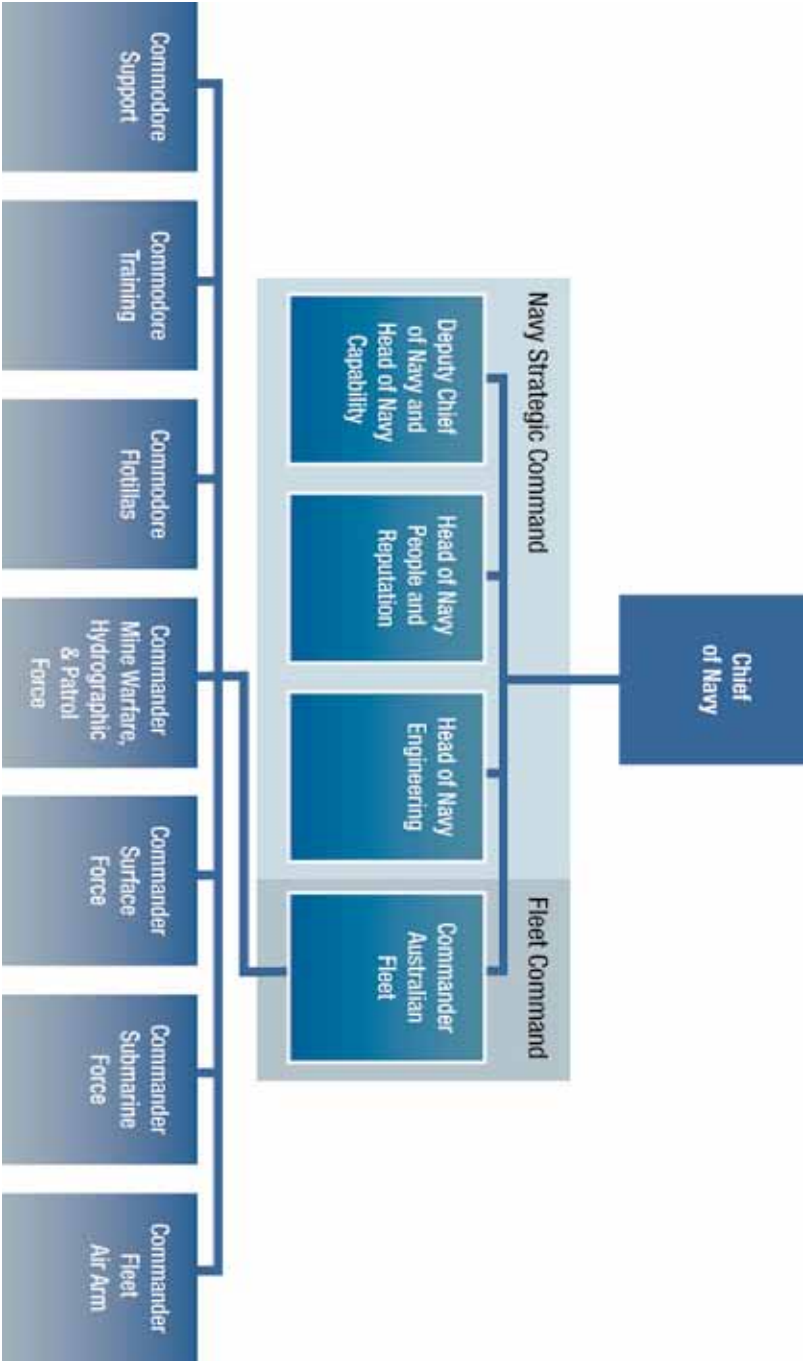 Chief
of Navy
Navy Strategic Command
Fleet Command
Deputy Chief
of Navy and
Head of Navy
Capability
Head of Navy
People and
Reputation
Head of Navy
Engineering
Commander
Australian
Fleet
Commodore
Support
Commodore
Training
Commodore
Flotillas
Commander
Mine Warfare,
Hydrographic
& Patrol
Force
Commander
Surface
Force
Commander
Submarine
Force
Commander
Fleet
Air Arm